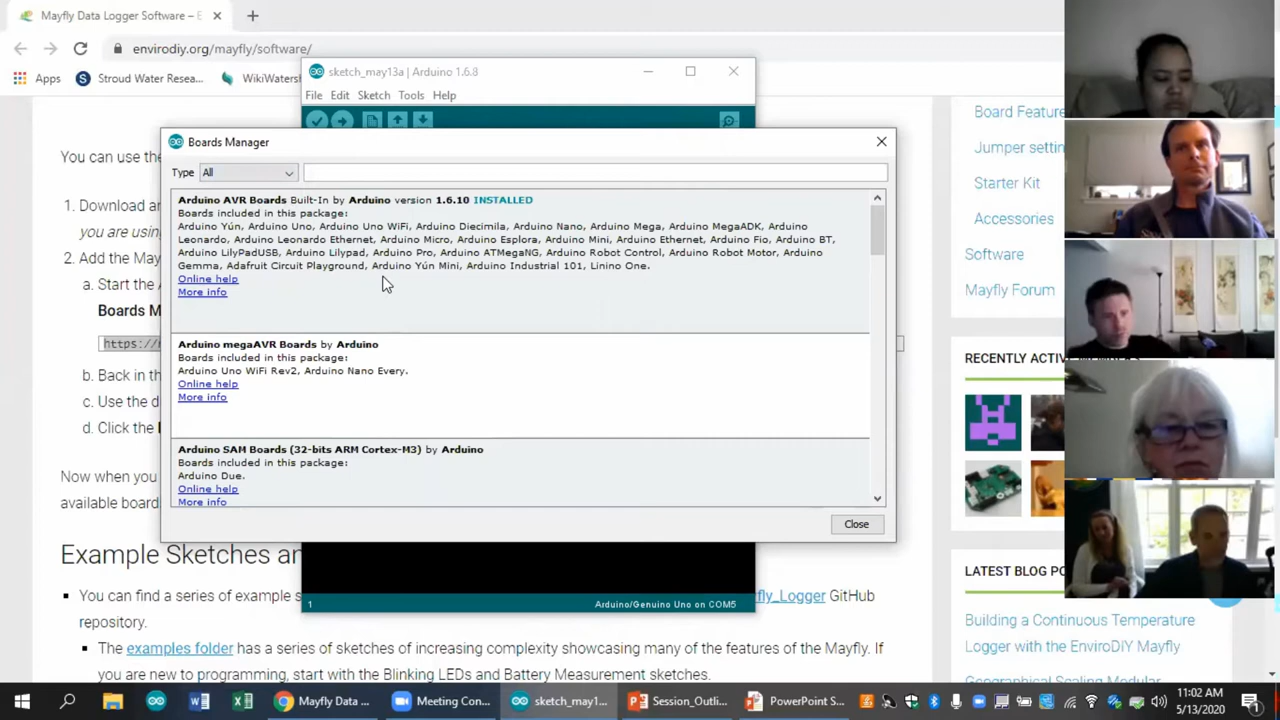 Mayfly Data Logger Software – E
envirodiy.org/mayfly/software/
Apps Stroud Water Resea... WikiWatersh
sketch_may13a | Arduino 1.6.8
File Edit Sketch Tools Help
Boards Manager
Type All
Arduino AVR Boards Built-In by Arduino version 1.6.10 INSTALLED
Boards included in this package:
Arduino Yún, Arduino Uno, Arduino Uno WiFi, Arduino Diecimila, Arduino Nano, Arduino Mega, Arduino MegaADK, Arduino
Leonardo, Arduino Leonardo Ethernet, Arduino Micro, Arduino Esplora, Arduino Mini, Arduino Ethernet, Arduino Fio, Arduino BT,
Arduino LilyPadUSB, Arduino Lilypad, Arduino Pro, Arduino ATMegaNG, Arduino Robot Control, Arduino Robot Motor, Arduino
Gemma, Adafruit Circuit Playground, Arduino Yún Mini, Arduino Industrial 101, Linino One.
Online help
More info
Arduino megaAVR Boards by Arduino
Boards included in this package:
Arduino Uno WiFi Rev2, Arduino Nano Every.
Online help
More info
Arduino SAM Boards (32-bits ARM Cortex-M3) by Arduino
Boards included in this package:
Arduino Due.
Online help
More info
Close
1 Arduino/Genuino Uno on COM5
You can use the
1. Download an
you are using
2. Add the May
a. Start the A
Boards M
https://r
b. Back in th
c. Use the d
d. Click the
Now when you
available board
Example Sketches an
You can find a series of example s
fly_Logger GitHub
repository.
The examples folder has a series of sketches of increasing complexity showcasing many of the features of the Mayfly. If
you are new to programming, start with the Blinking LEDs and Battery Measurement sketches.
Board Feature
Jumper settin
Starter Kit
Accessories
Software
Mayfly Forum
RECENTLY ACTIVE
LATEST BLOG PO
Building a Continuous Temperature
Logger with the EnviroDIY Mayfly
Geographical Scaling Modular
Mayfly Data ... Meeting Con... sketch_may1... Session_Outli... PowerPoint S...
11:02 AM
5/13/2020